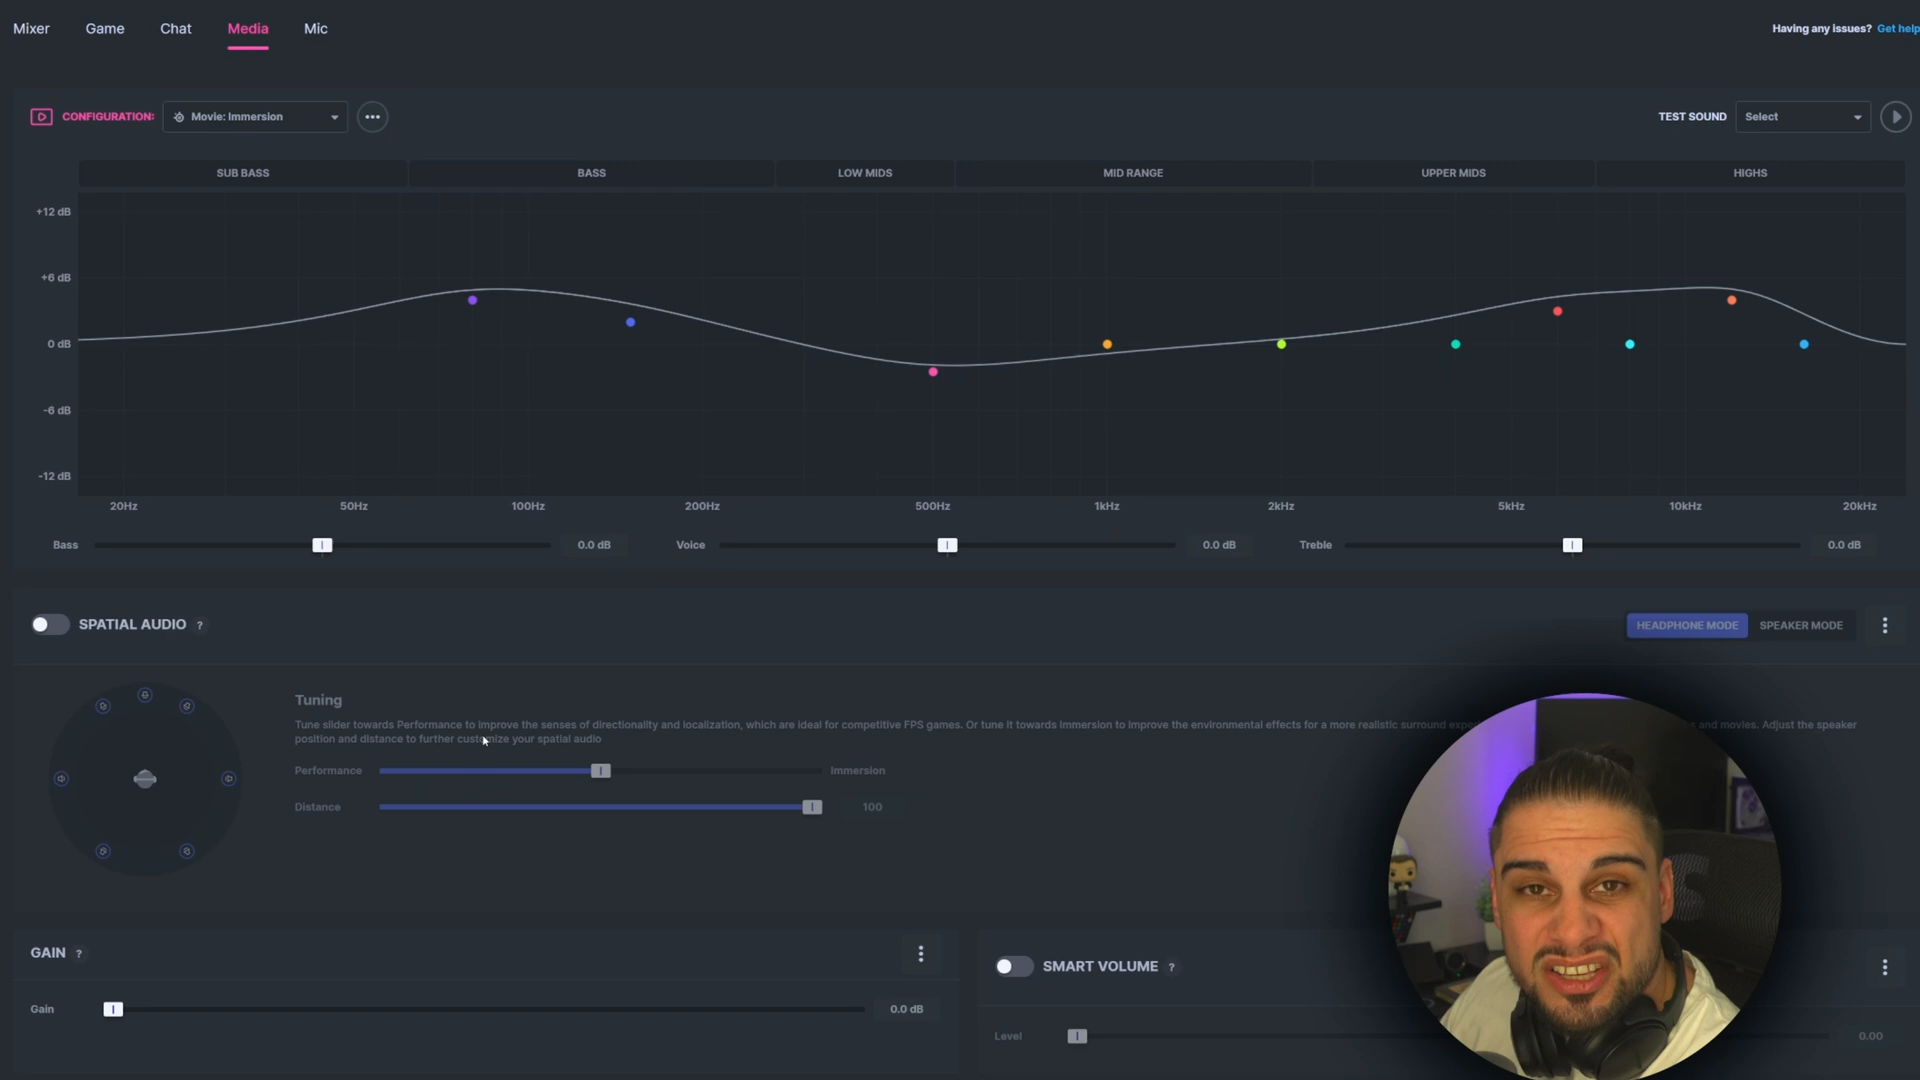 Mixer Game Chat Media Mic Having any issues? Get help
CONFIGURATION: Movie: Immersion ••• TEST SOUND Select
SUB BASS BASS LOW MIDS MID RANGE UPPER MIDS HIGHS
+12 dB
+6 dB
0 dB
-6 dB
-12 dB
20Hz 50Hz 100Hz 200Hz 500Hz 1kHz 2kHz 5kHz 10kHz 20kHz
Bass 0.0 dB Voice 0.0 dB Treble 0.0 dB
SPATIAL AUDIO ? HEADPHONE MODE SPEAKER MODE
Tuning
Tune slider towards Performance to improve the senses of directionality and localization, which are ideal for competitive FPS games. Or tune it towards immersion to improve the environmental effects for a more realistic surround and movies. Adjust the speaker
position and distance to further customize your spatial audio
Performance Immersion
Distance 100
GAIN ?
SMART VOLUME ?
Gain 0.0 dB
Level 0.00